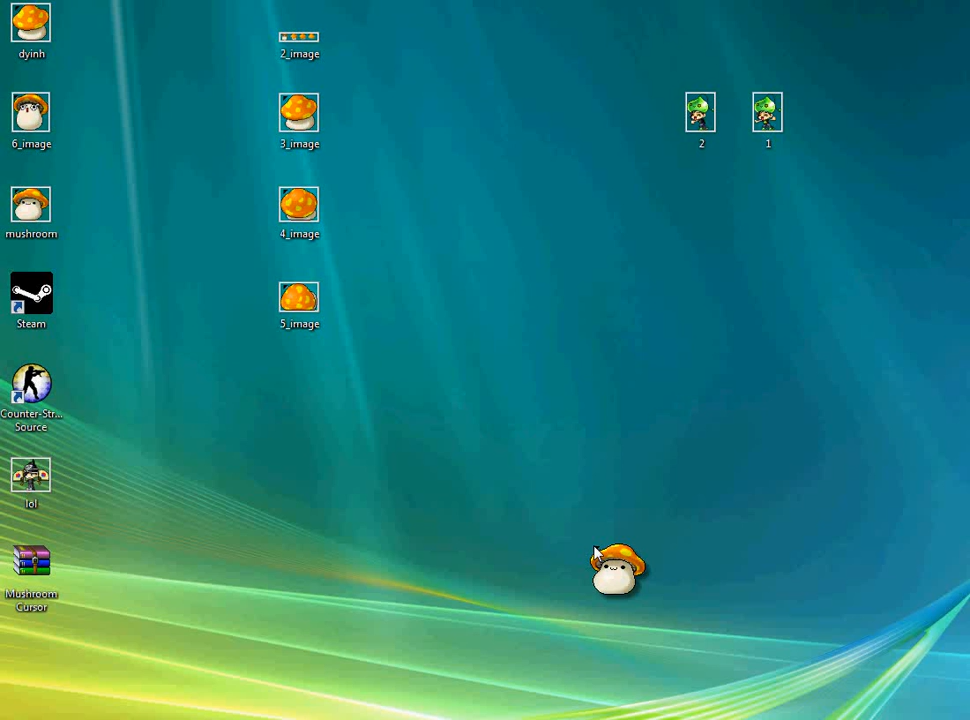 dyinh
2_image
6_image
3_image
2
1
mushroom
4_image
Steam
5_image
Counter-Str...
Source
lol
Mushroom
Cursor